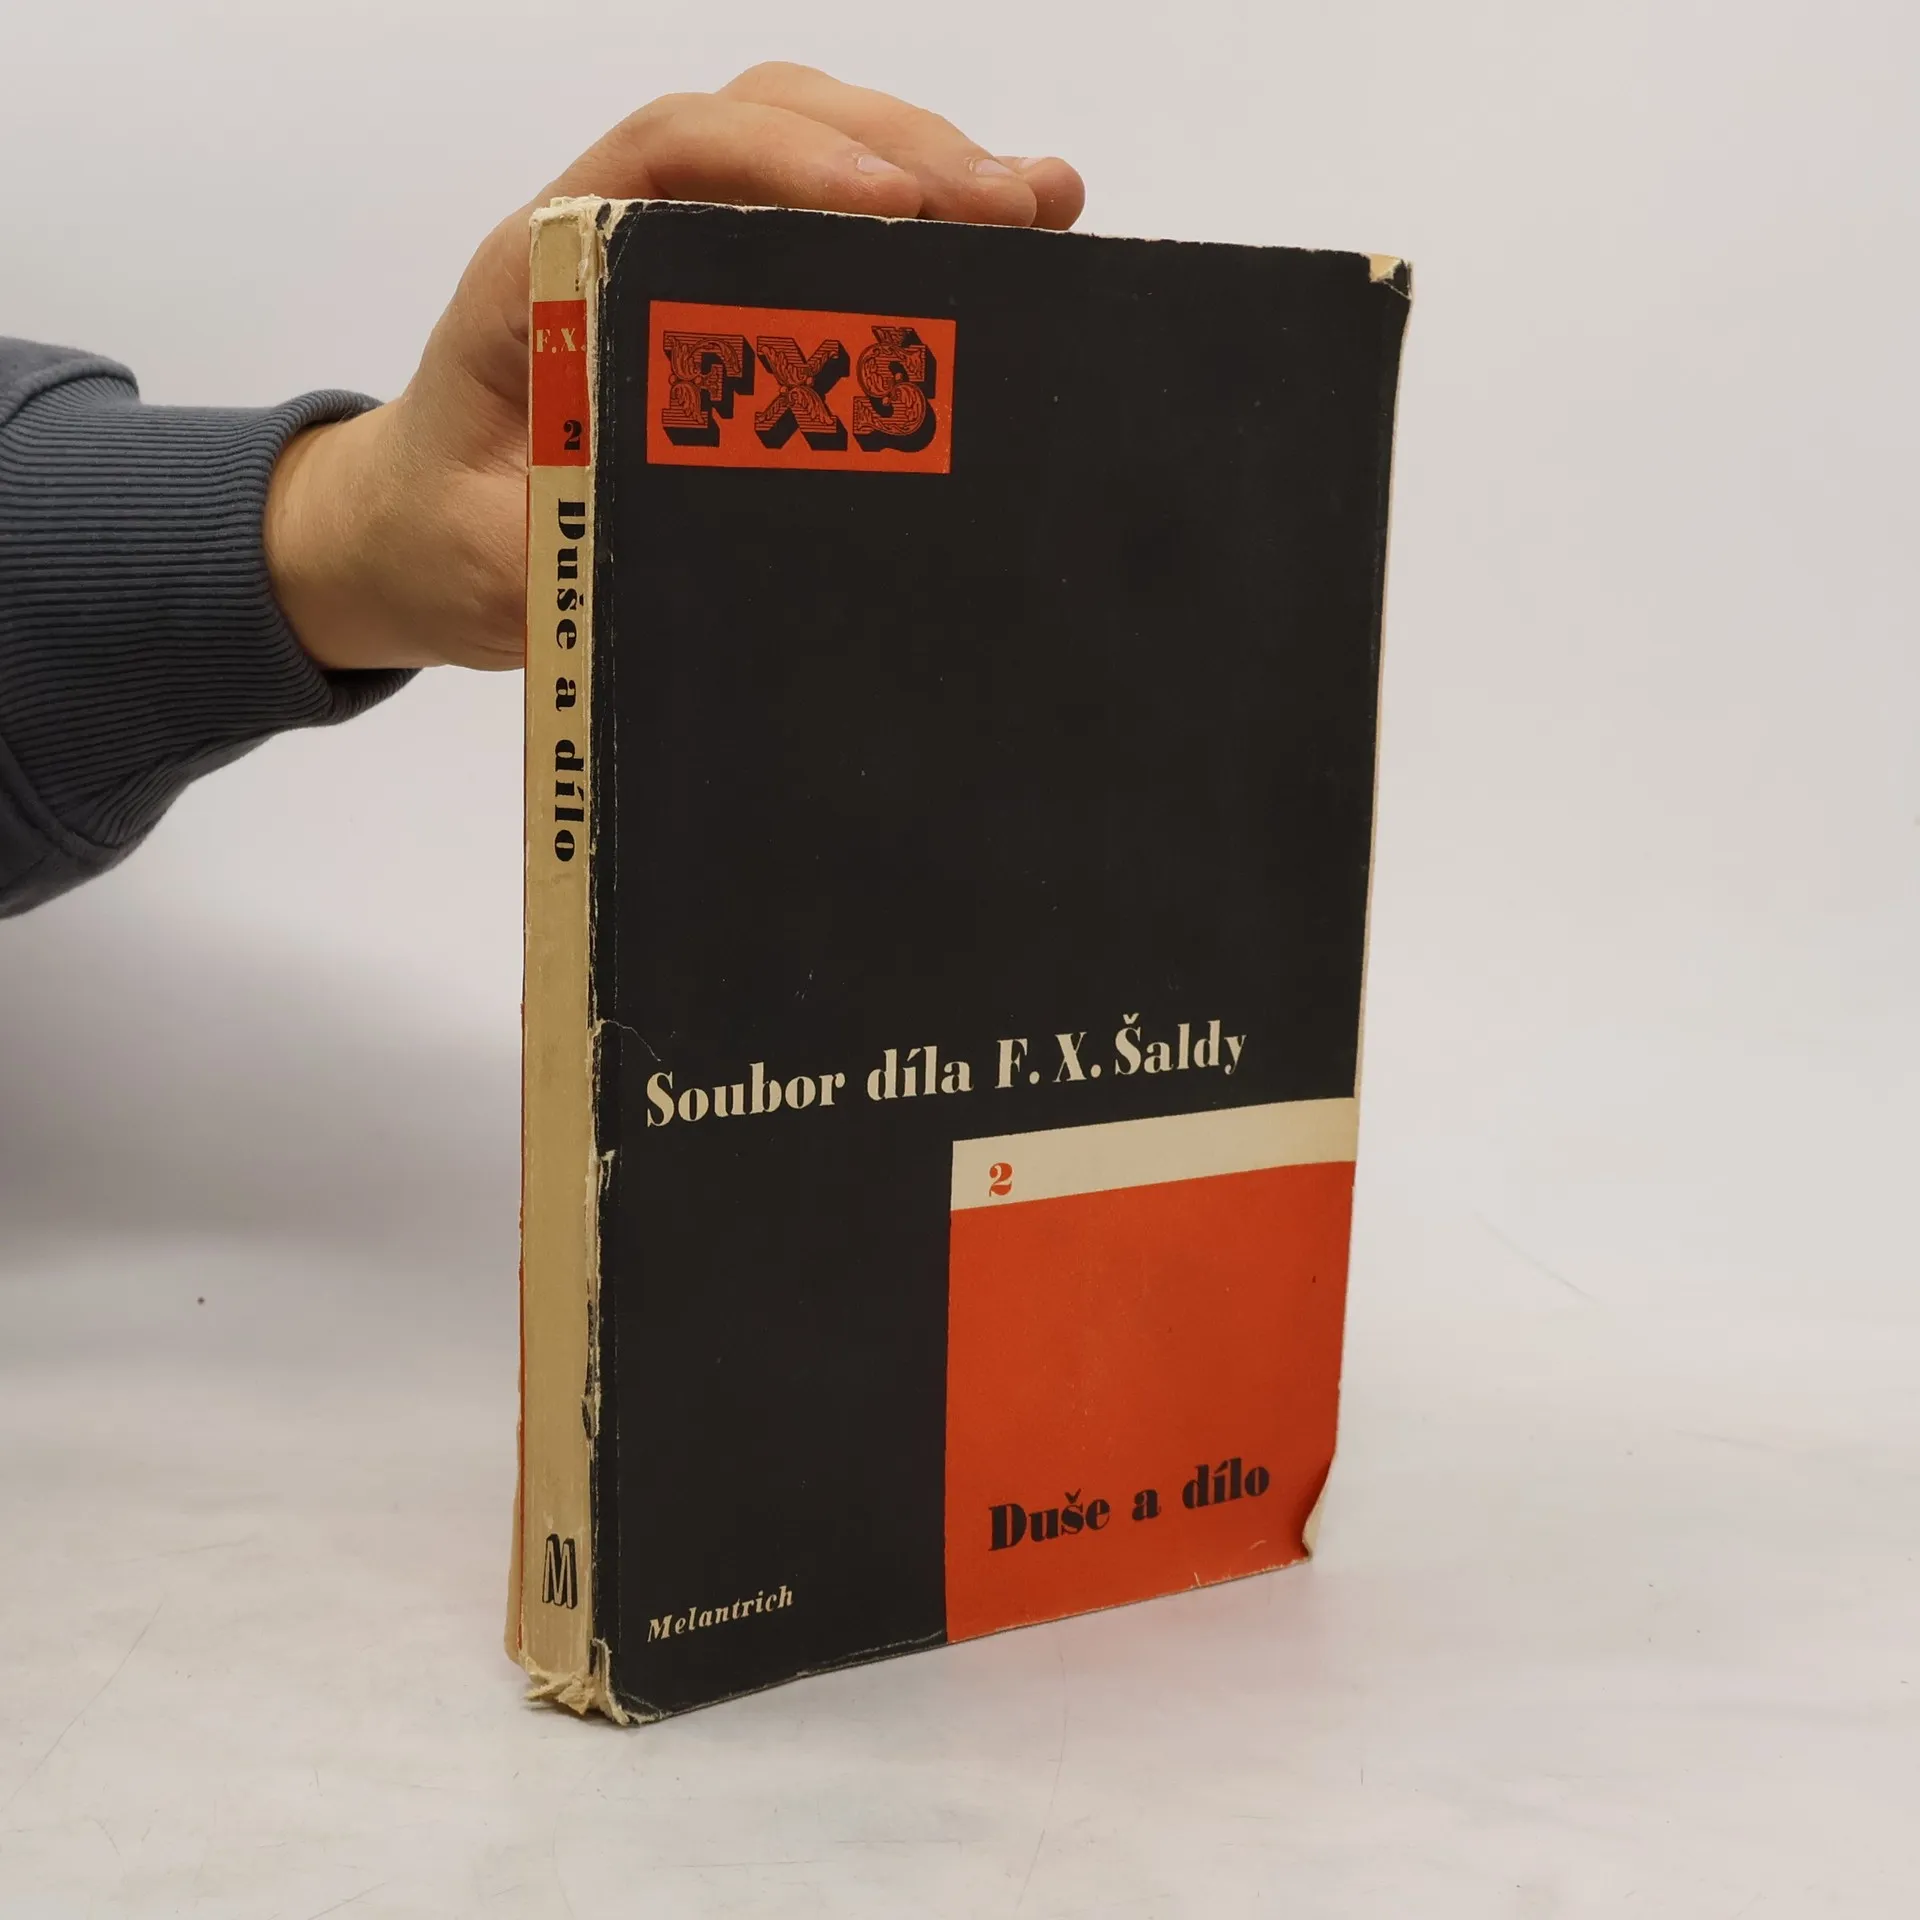 F. X.
2
Duše a dílo
M
FXŠ
Soubor díla F. X. Šaldy
2
Duše a dílo
Melantrich